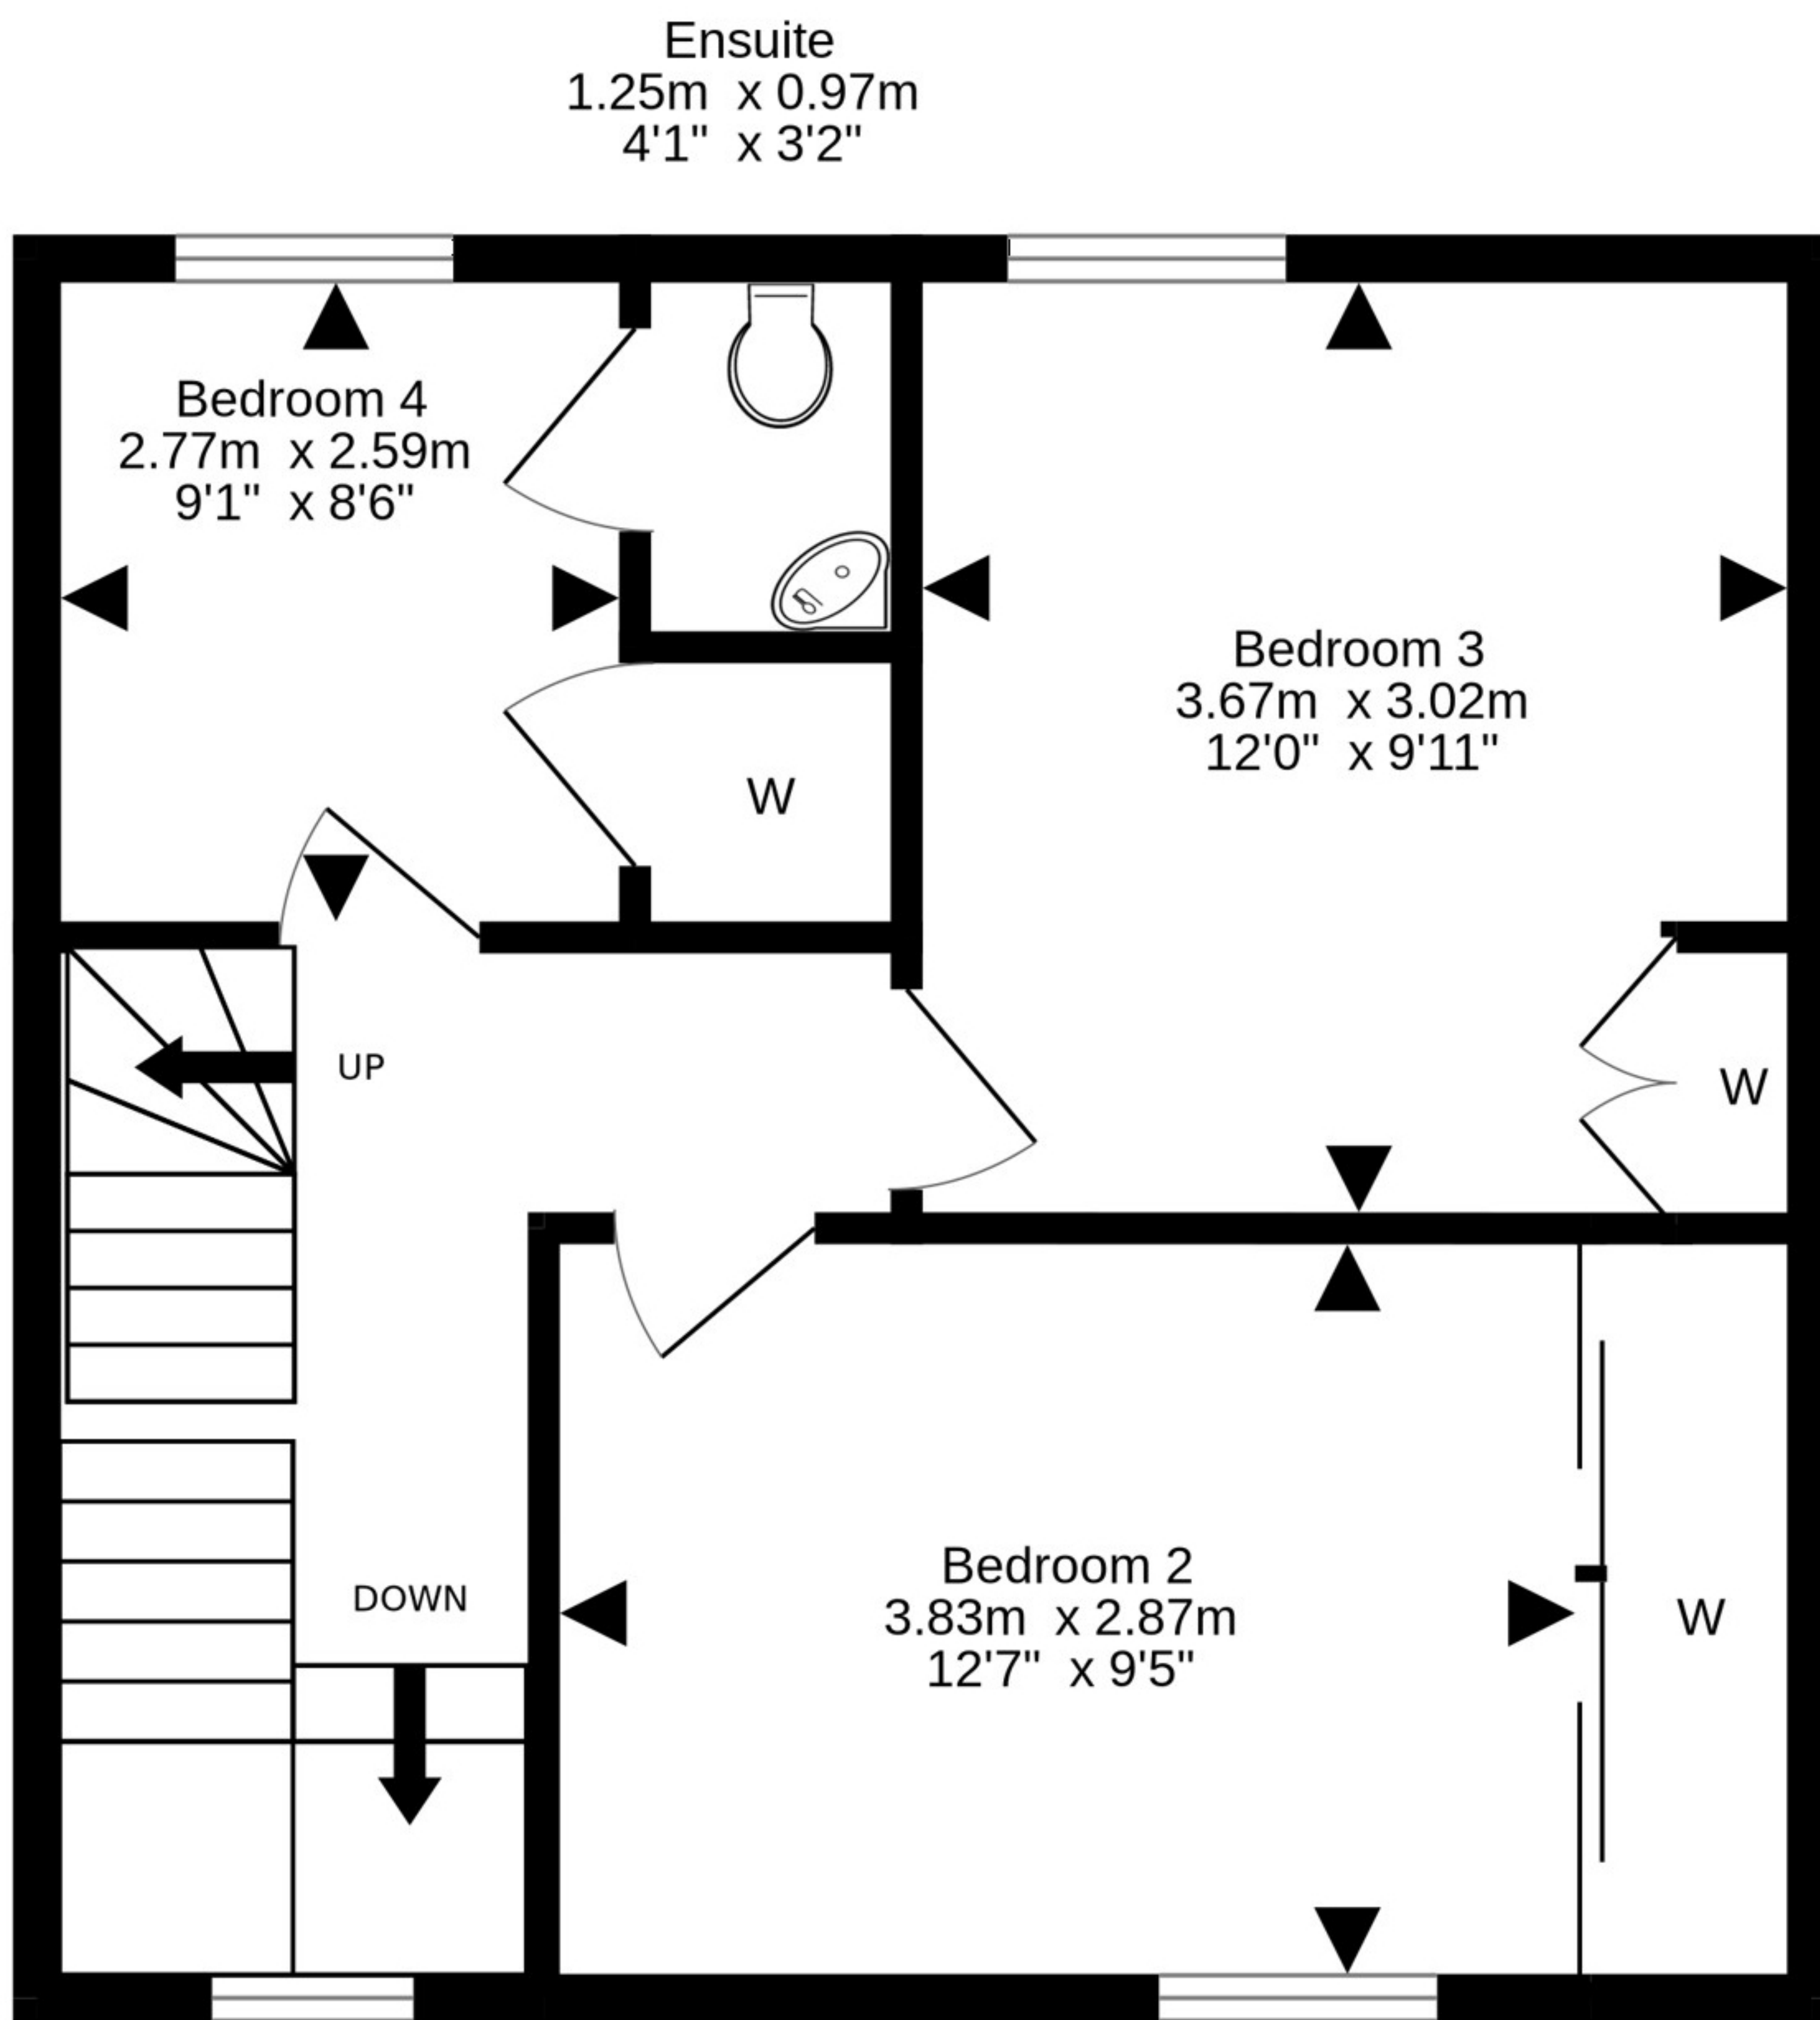 Ensuite
1.25m x 0.97m
4'1" x 3'2"
Bedroom 4
2.77m x 2.59m
9'1" x 8'6"
Bedroom 3
3.67m x 3.02m
12'0" x 9'11"
W
UP
W
Bedroom 2
3.83m x 2.87m
12'7" x 9'5"
DOWN
W